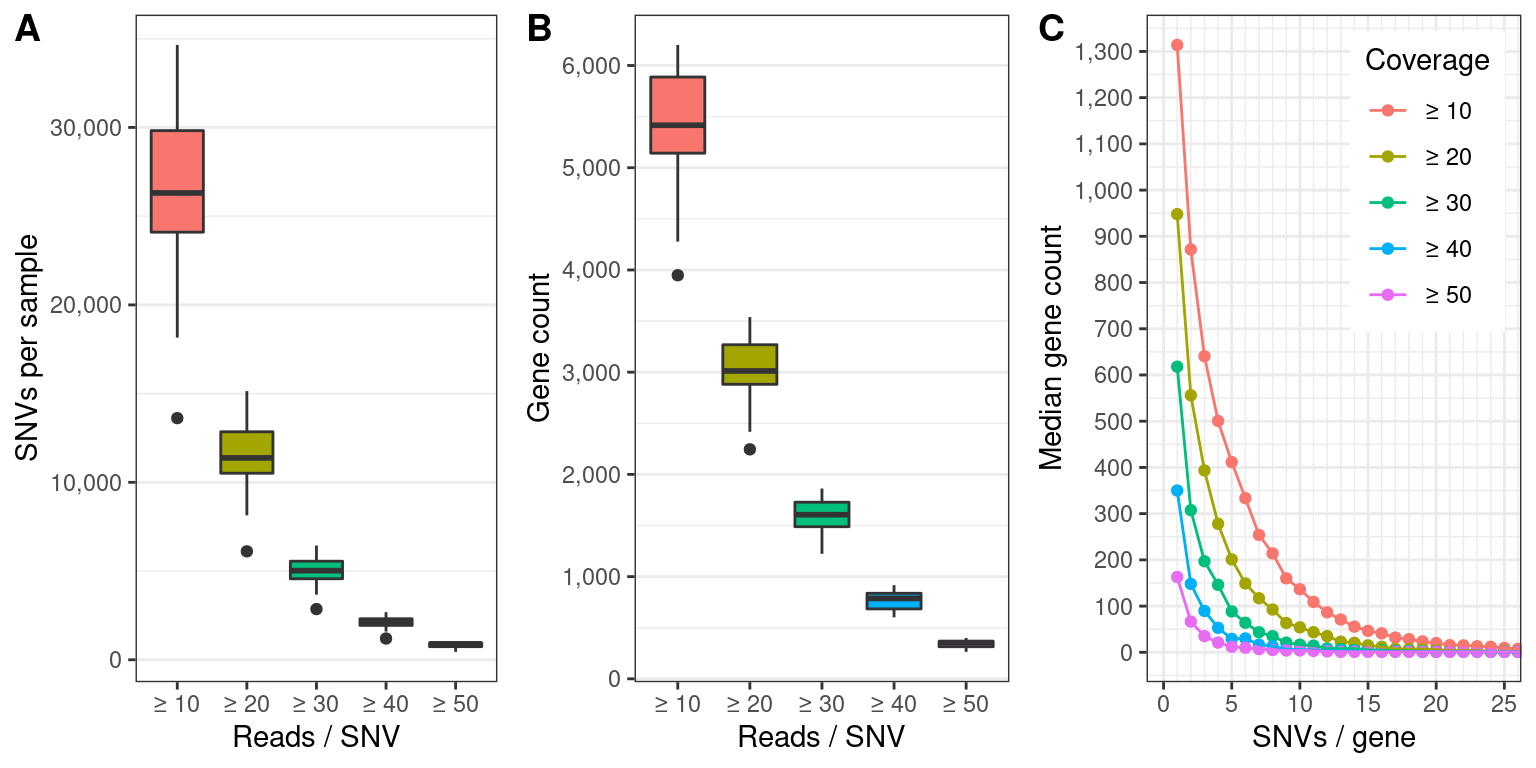 A
SNVs per sample
30,000
20,000
10,000
0
≥ 10 ≥ 20 ≥ 30 ≥ 40 ≥ 50
Reads / SNV
B
Gene count
6,000
5,000
4,000
3,000
2,000
1,000
0
≥ 10 ≥ 20 ≥ 30 ≥ 40 ≥ 50
Reads / SNV
C
Median gene count
1,300
1,200
1,100
1,000
900
800
700
600
500
400
300
200
100
0
0 5 10 15 20 25
SNVs / gene
Coverage
≥ 10
≥ 20
≥ 30
≥ 40
≥ 50